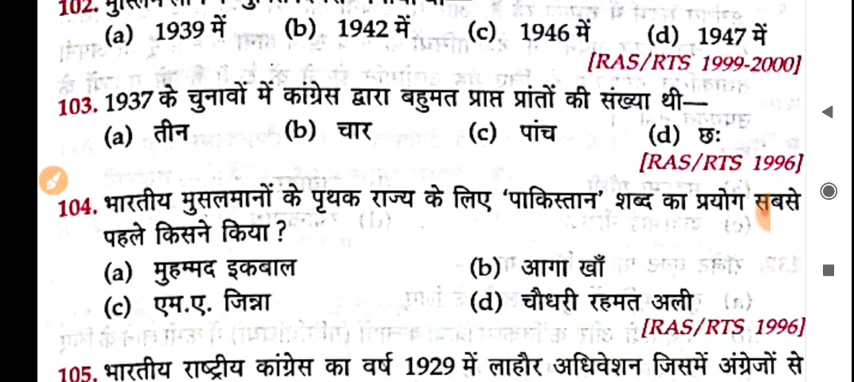 102.
(a) 1939 में (b) 1942 में (c) 1946 में (d) 1947 में
[RAS/RTS 1999-2000]
103. 1937 के चुनावों में कांग्रेस द्वारा बहुमत प्राप्त प्रांतों की संख्या थी—
(a) तीन (b) चार (c) पांच (d) छः
[RAS/RTS 1996]
104. भारतीय मुसलमानों के पृथक राज्य के लिए ‘पाकिस्तान’ शब्द का प्रयोग सबसे
पहले किसने किया ?
(a) मुहम्मद इकबाल (b) आगा खाँ
(c) एम.ए. जिन्ना (d) चौधरी रहमत अली
[RAS/RTS 1996]
105. भारतीय राष्ट्रीय कांग्रेस का वर्ष 1929 में लाहौर अधिवेशन जिसमें अंग्रेजों से